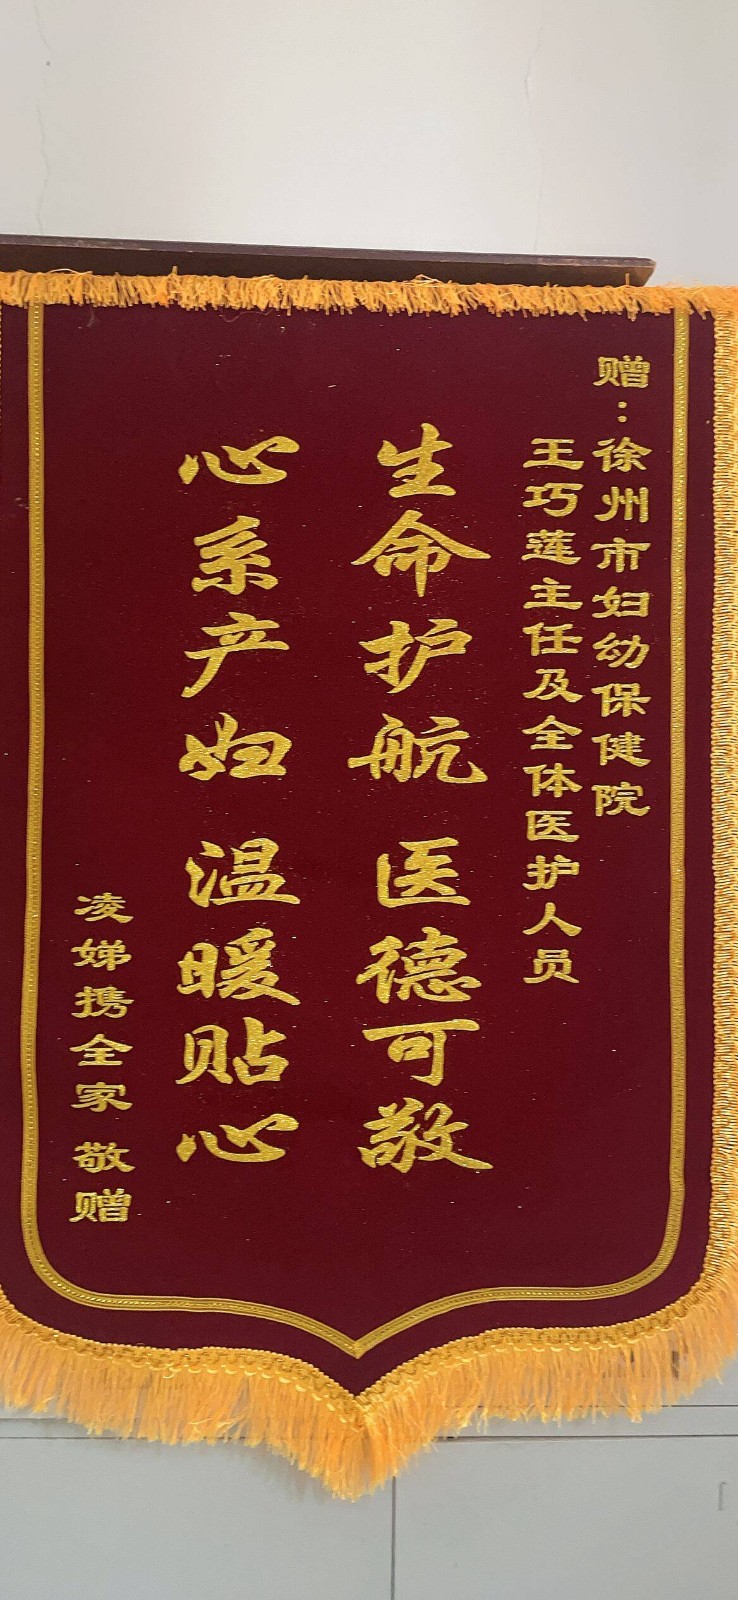 赠：徐州市妇幼保健院
王巧莲主任及全体医护人员
生命护航 医德可敬
心系产妇 温暖贴心
凌娣携全家 敬赠